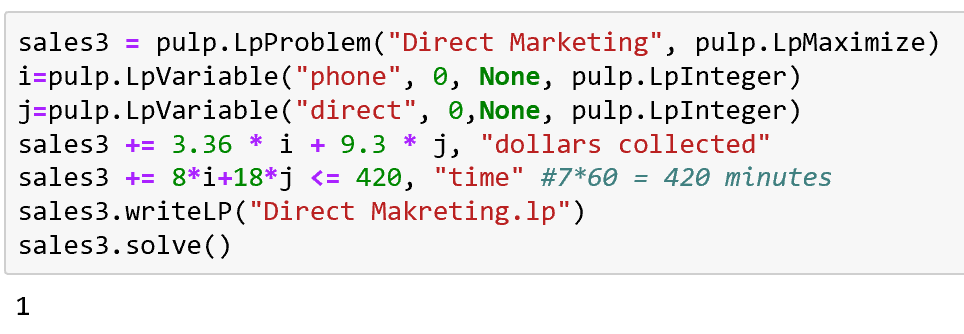 sales3 = pulp.LpProblem("Direct Marketing", pulp.LpMaximize)
i=pulp.LpVariable("phone", 0, None, pulp.LpInteger)
j=pulp.LpVariable("direct", 0,None, pulp.LpInteger)
sales3 += 3.36 * i + 9.3 * j, "dollars collected"
sales3 += 8*i+18*j <= 420, "time" #7*60 = 420 minutes
sales3.writeLP("Direct Makreting.lp")
sales3.solve()
1